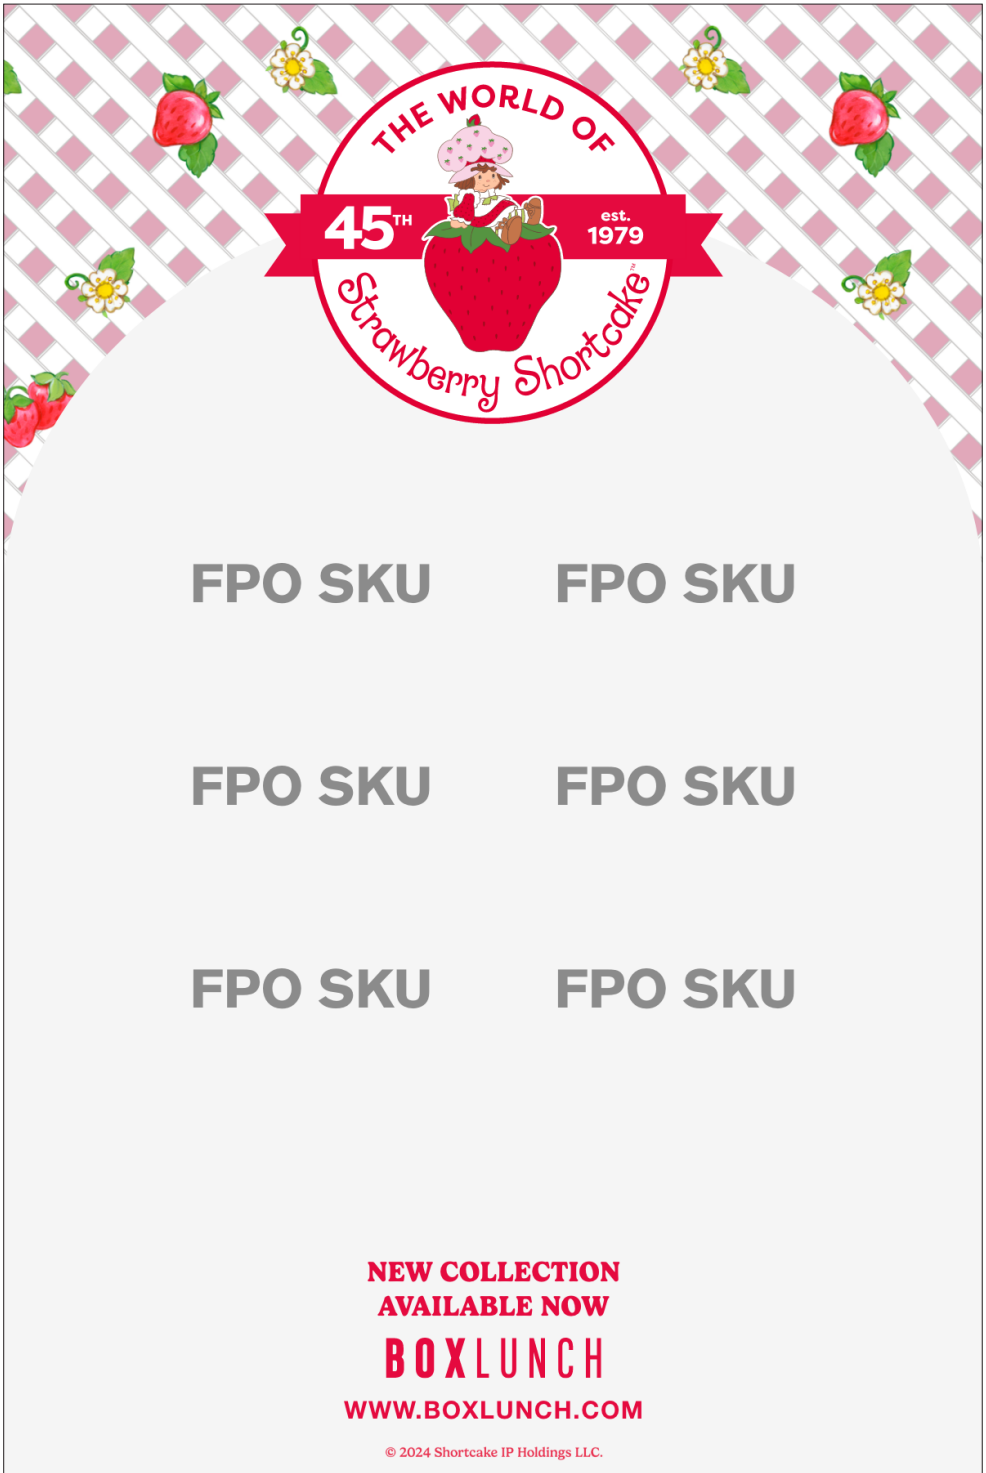 THE WORLD OF
45TH
est.
1979
Strawberry Shortcake™
FPO SKU FPO SKU
FPO SKU FPO SKU
FPO SKU FPO SKU
NEW COLLECTION
AVAILABLE NOW
BOXLUNCH
WWW.BOXLUNCH.COM
© 2024 Shortcake IP Holdings LLC.